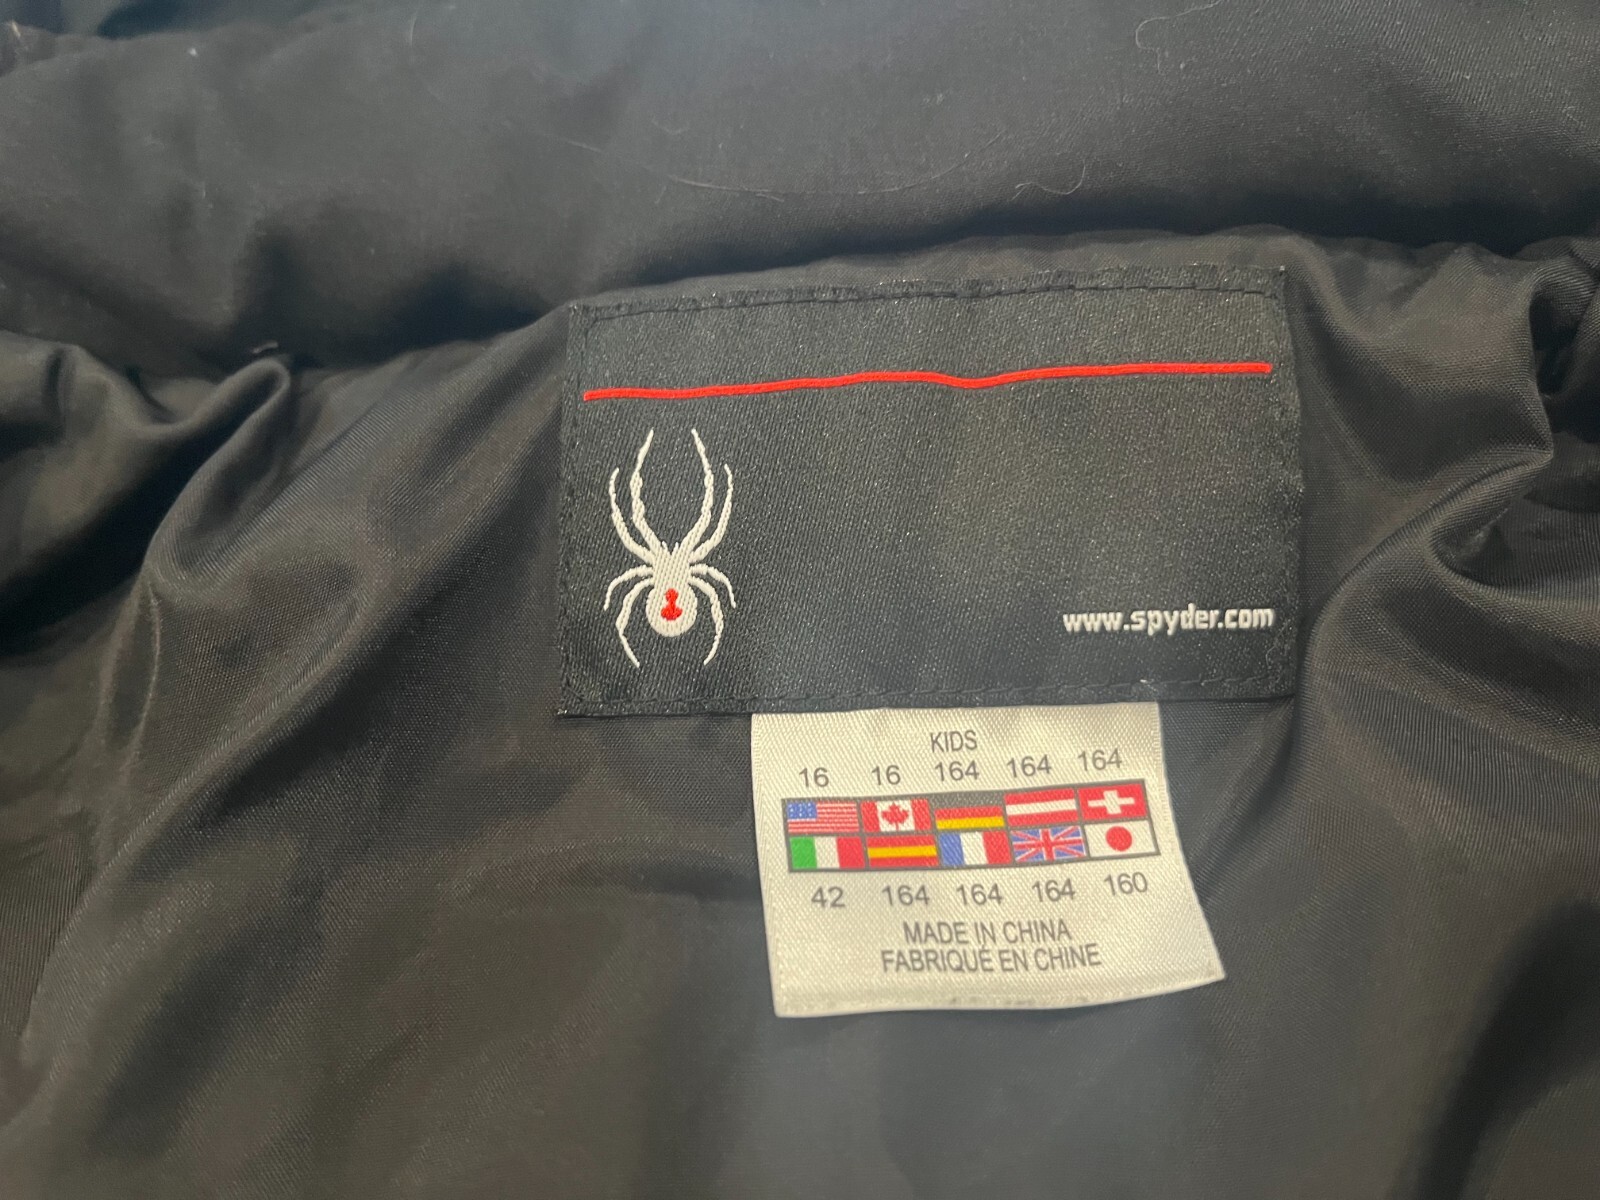 www.spyder.com
KIDS
16 16 164 164 164
42 164 164 164 160
MADE IN CHINA
FABRIQUÉ EN CHINE